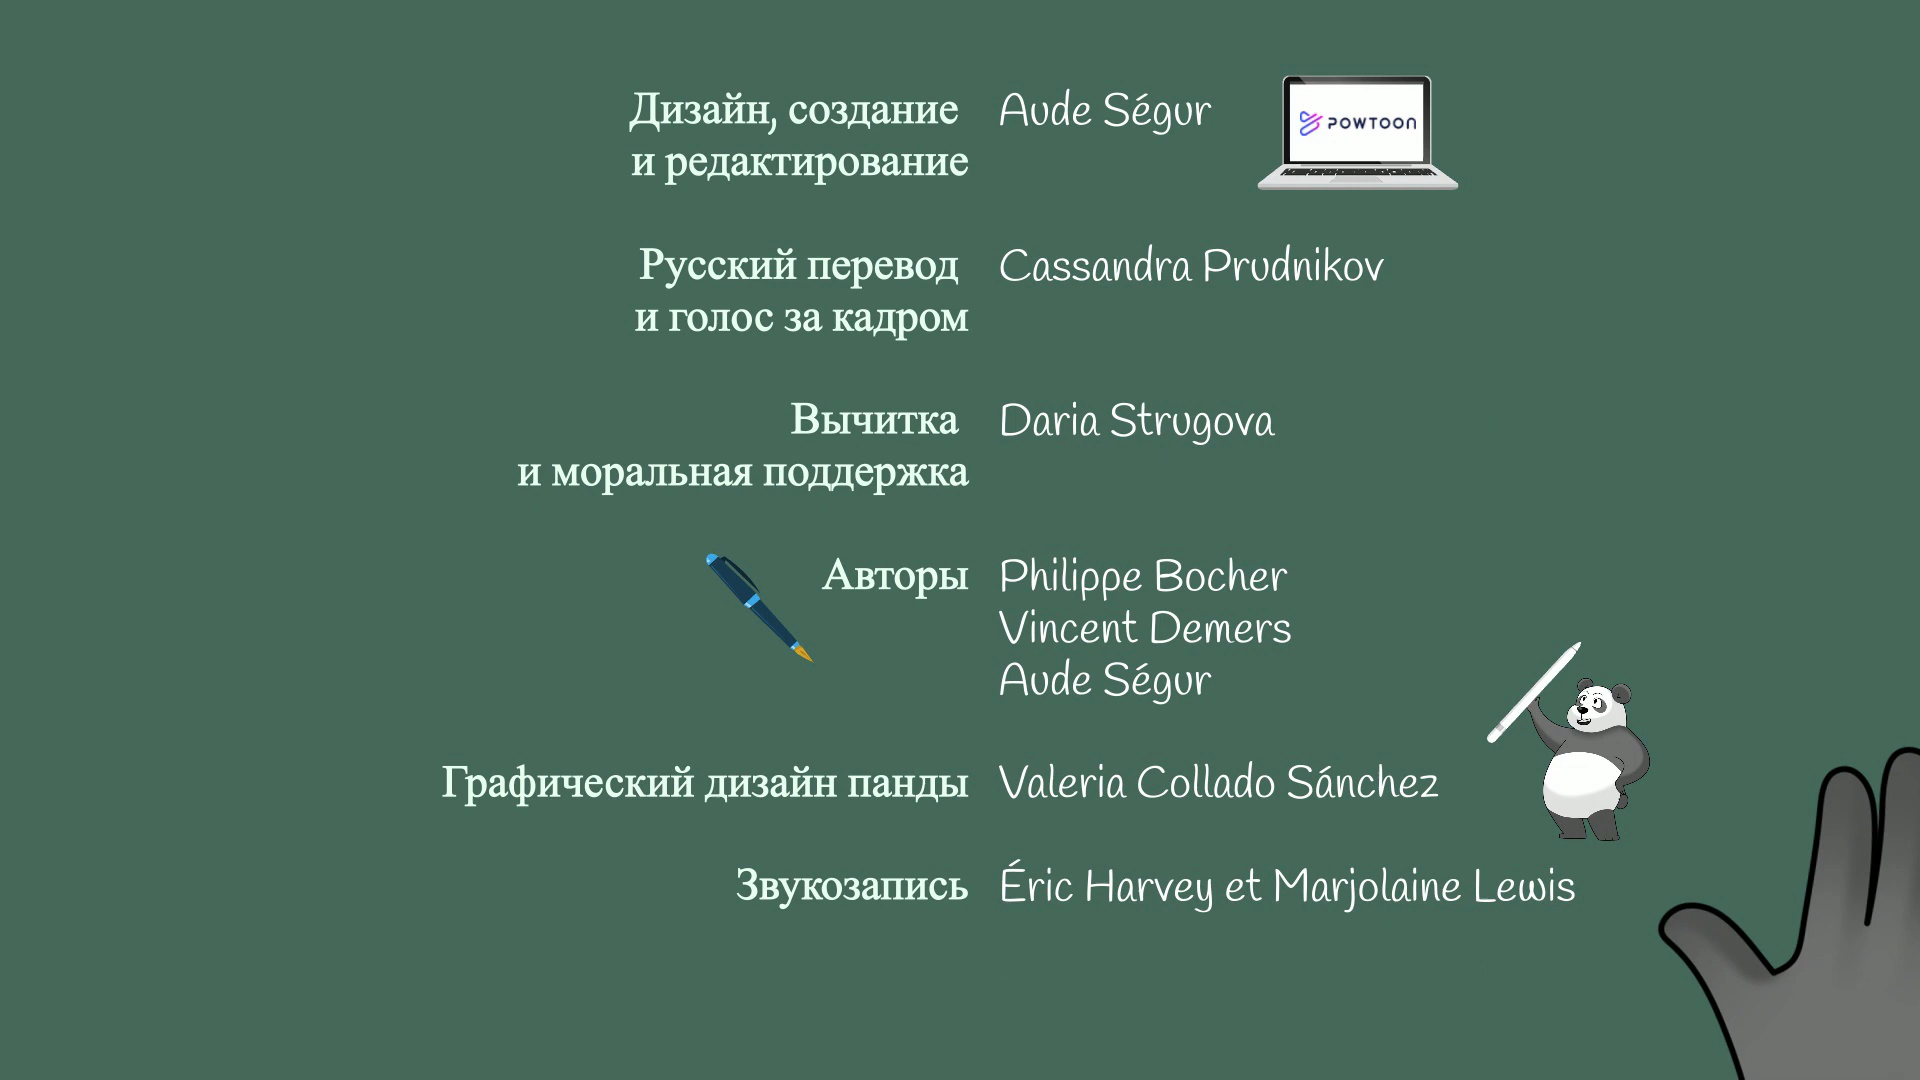 Дизайн, создание Aude Ségur
и редактирование
POWTOON
Русский перевод Cassandra Prudnikov
и голос за кадром
Вычитка Daria Strugova
и моральная поддержка
Авторы Philippe Bocher
Vincent Demers
Aude Ségur
Графический дизайн панды Valeria Collado Sánchez
Звукозапись Éric Harvey et Marjolaine Lewis